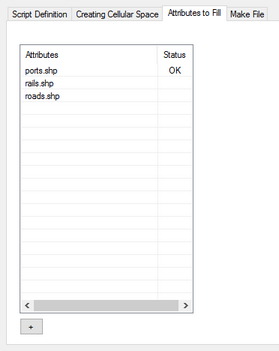 Script Definition Creating Cellular Space Attributes to Fill Make File
Attributes Status
ports.shp OK
rails.shp
roads.shp
+